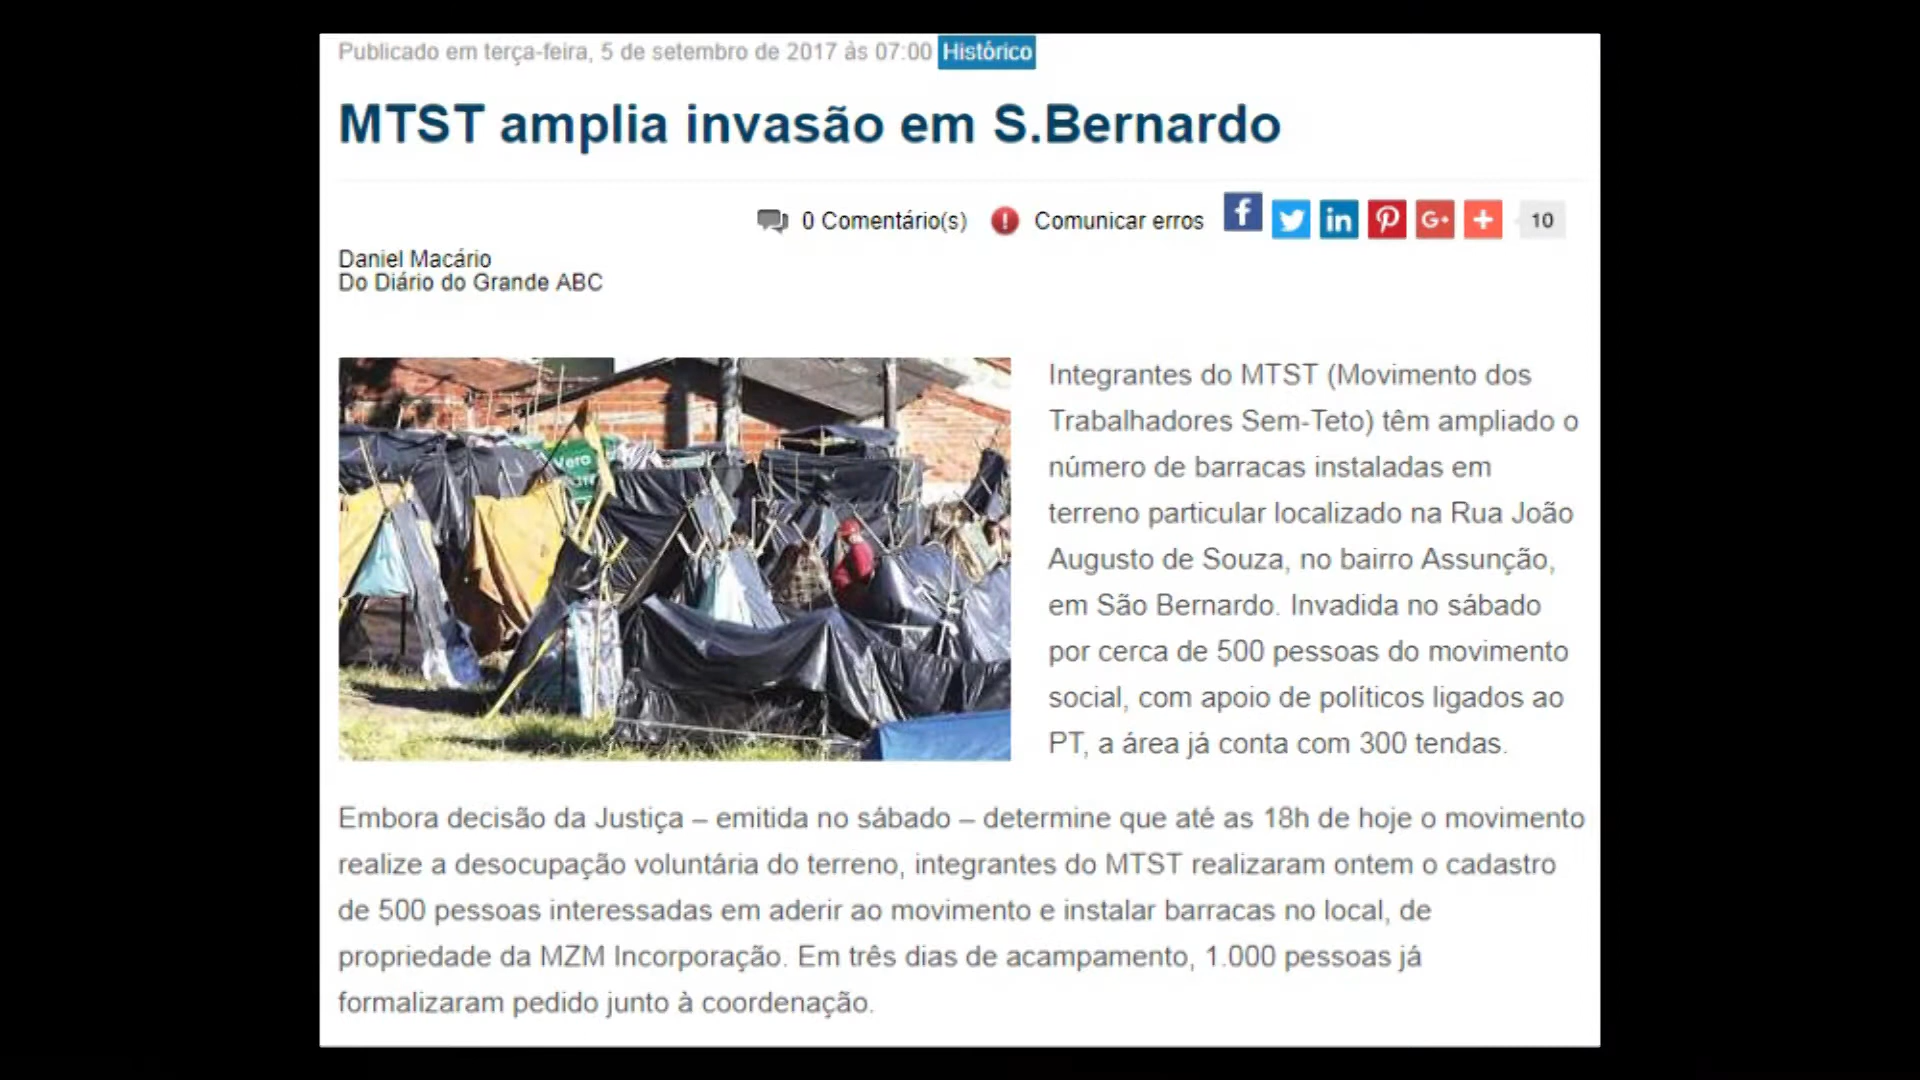 Publicado em terça-feira, 5 de setembro de 2017 às 07:00 Histórico
MTST amplia invasão em S.Bernardo
0 Comentário(s) Comunicar erros f in G+ + 10
Daniel Macário
Do Diário do Grande ABC
Vero
Integrantes do MTST (Movimento dos
Trabalhadores Sem-Teto) têm ampliado o
número de barracas instaladas em
terreno particular localizado na Rua João
Augusto de Souza, no bairro Assunção,
em São Bernardo. Invadida no sábado
por cerca de 500 pessoas do movimento
social, com apoio de políticos ligados ao
PT, a área já conta com 300 tendas.
Embora decisão da Justiça – emitida no sábado – determine que até as 18h de hoje o movimento
realize a desocupação voluntária do terreno, integrantes do MTST realizaram ontem o cadastro
de 500 pessoas interessadas em aderir ao movimento e instalar barracas no local, de
propriedade da MZM Incorporação. Em três dias de acampamento, 1.000 pessoas já
formalizaram pedido junto à coordenação.